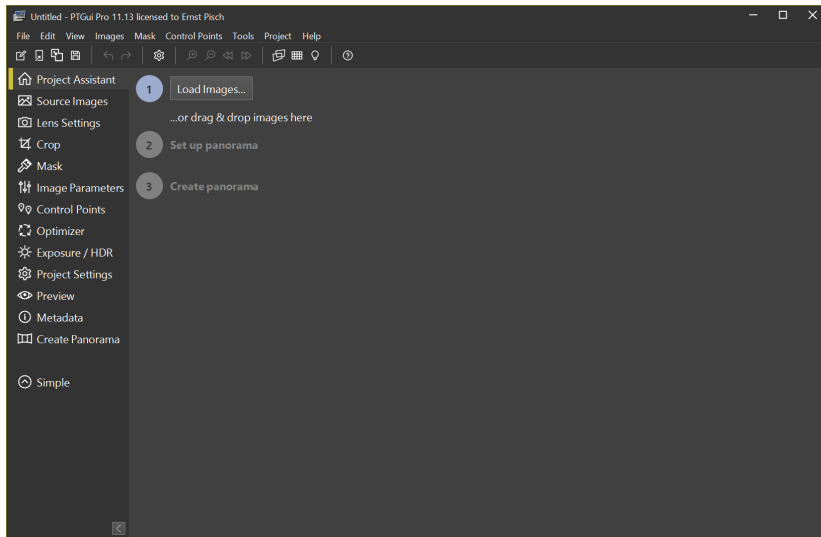 Untitled - PTGui Pro 11.13 licensed to Ernst Pisch
File Edit View Images Mask Control Points Tools Project Help
Project Assistant
Source Images
Lens Settings
Crop
Mask
Image Parameters
Control Points
Optimizer
Exposure / HDR
Project Settings
Preview
Metadata
Create Panorama
Simple
1 Load Images...
...or drag & drop images here
2 Set up panorama
3 Create panorama